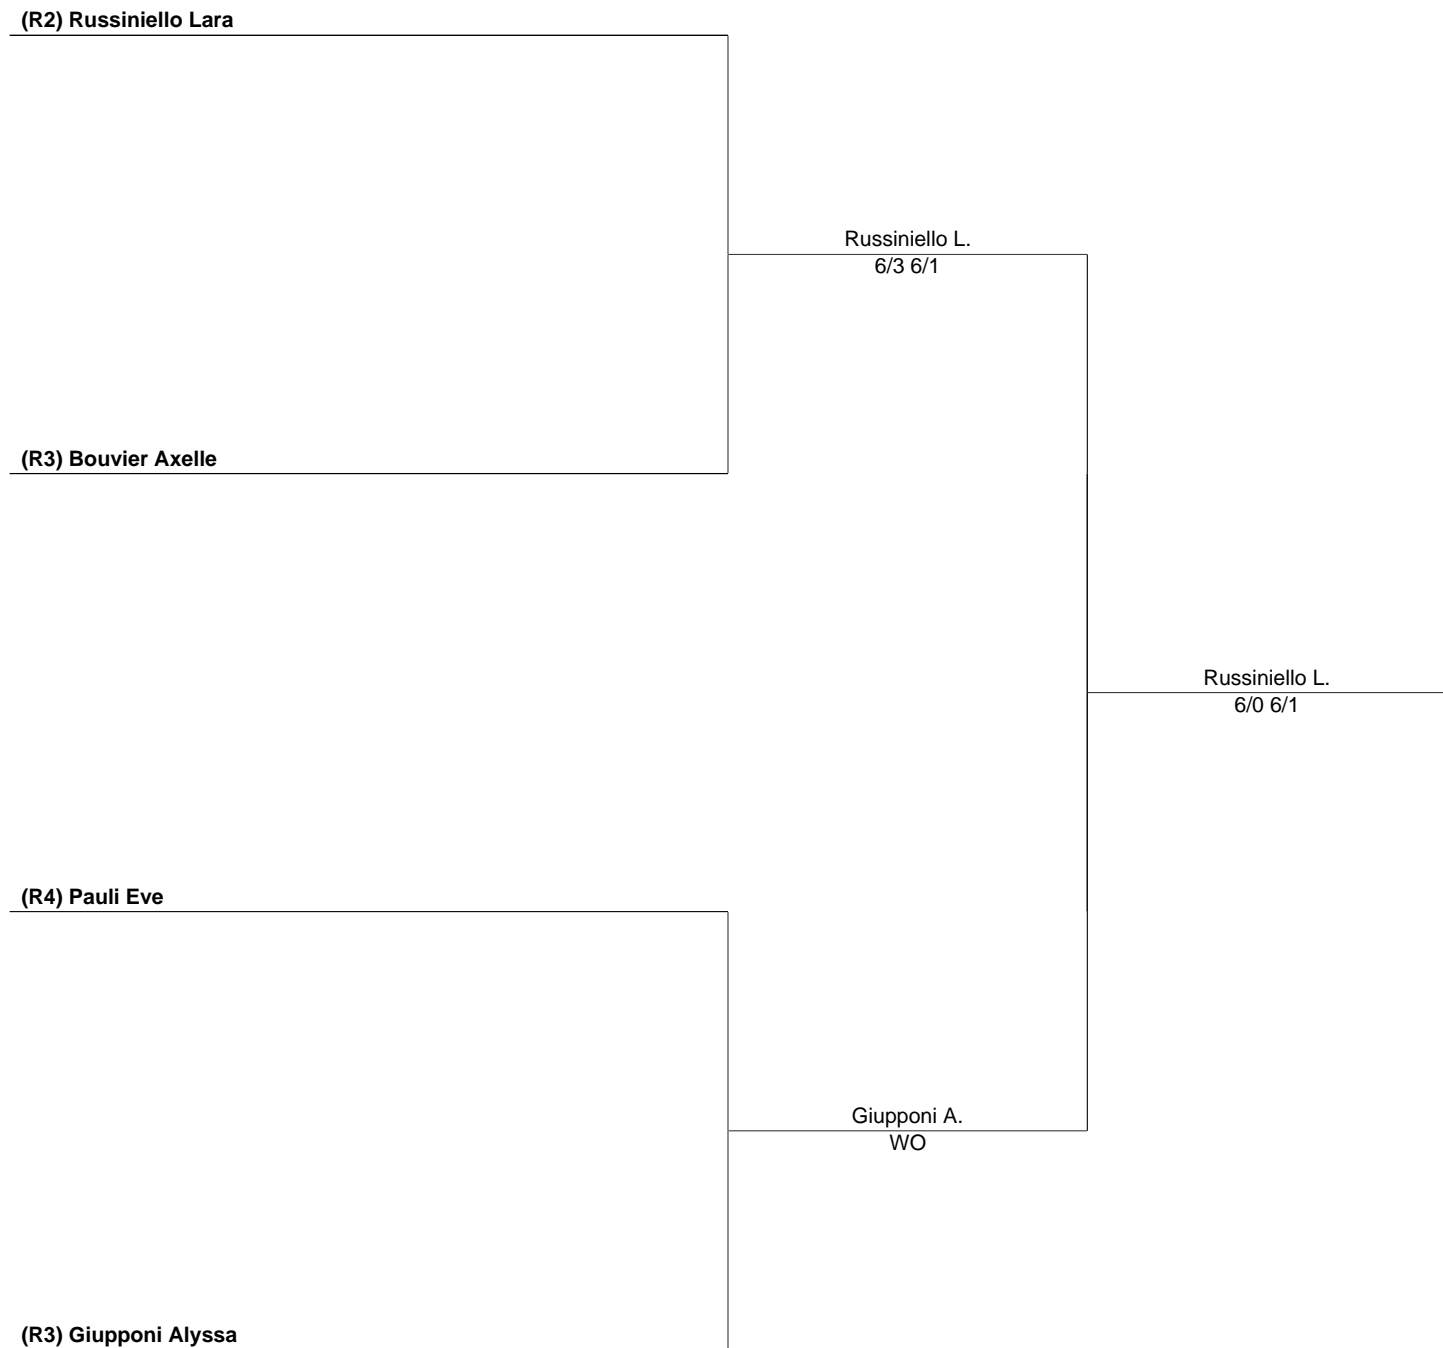 (R2) Russiniello Lara
Russiniello L.
6/3 6/1
(R3) Bouvier Axelle
Russiniello L.
6/0 6/1
(R4) Pauli Eve
Giupponi A.
WO
(R3) Giupponi Alyssa